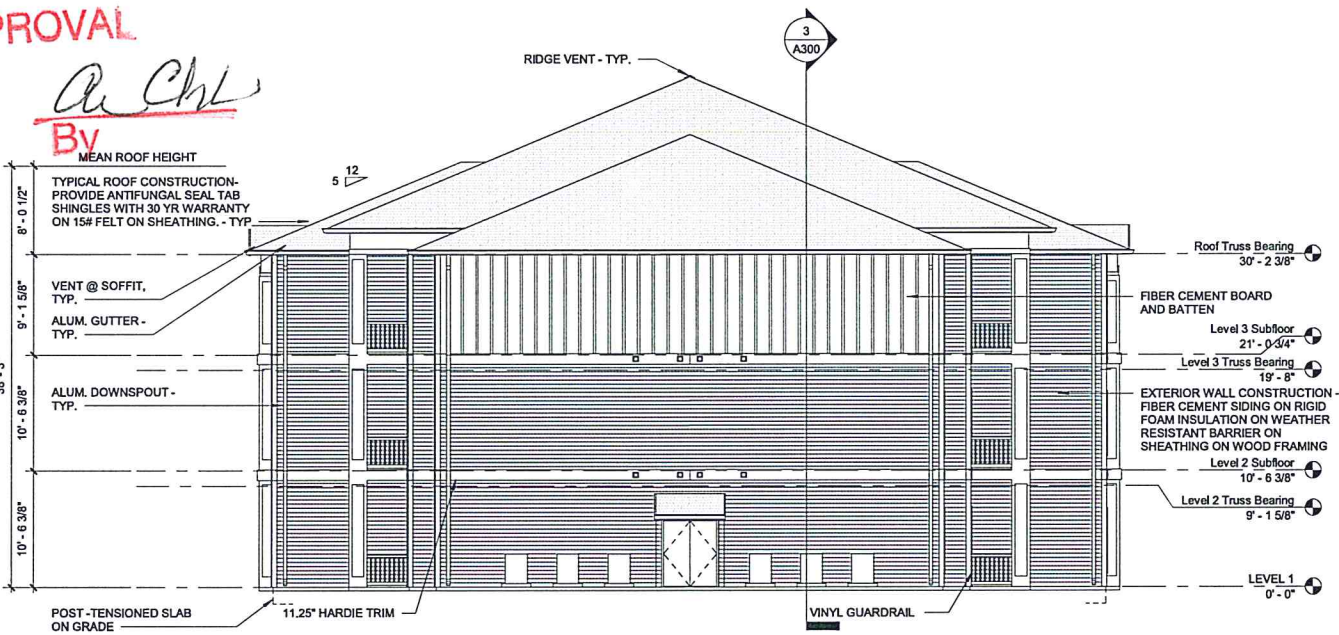 PROVAL
By
3
A300
RIDGE VENT - TYP.
MEAN ROOF HEIGHT
TYPICAL ROOF CONSTRUCTION-
PROVIDE ANTIFUNGAL SEAL TAB
SHINGLES WITH 30 YR WARRANTY
ON 15# FELT ON SHEATHING. - TYP
12
5
8' - 0 1/2"
9' - 1 5/8"
10' - 6 3/8"
10' - 6 3/8"
VENT @ SOFFIT,
TYP.
ALUM. GUTTER -
TYP.
ALUM. DOWNSPOUT -
TYP.
POST -TENSIONED SLAB
ON GRADE
11.25" HARDIE TRIM
VINYL GUARDRAIL
Roof Truss Bearing
30' - 2 3/8"
FIBER CEMENT BOARD
AND BATTEN
Level 3 Subfloor
21' - 0 3/4"
Level 3 Truss Bearing
19' - 8"
EXTERIOR WALL CONSTRUCTION -
FIBER CEMENT SIDING ON RIGID
FOAM INSULATION ON WEATHER
RESISTANT BARRIER ON
SHEATHING ON WOOD FRAMING
Level 2 Subfloor
10' - 6 3/8"
Level 2 Truss Bearing
9' - 1 5/8"
LEVEL 1
0' - 0"